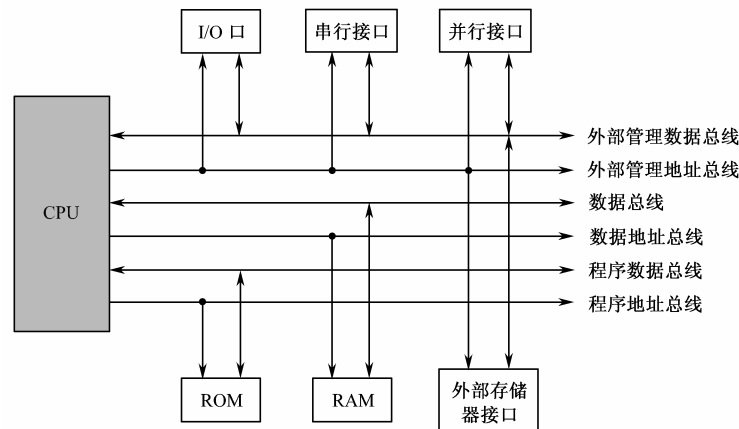 I/O 口
串行接口
并行接口
CPU
外部管理数据总线
外部管理地址总线
数据总线
数据地址总线
程序数据总线
程序地址总线
ROM
RAM
外部存储
器接口